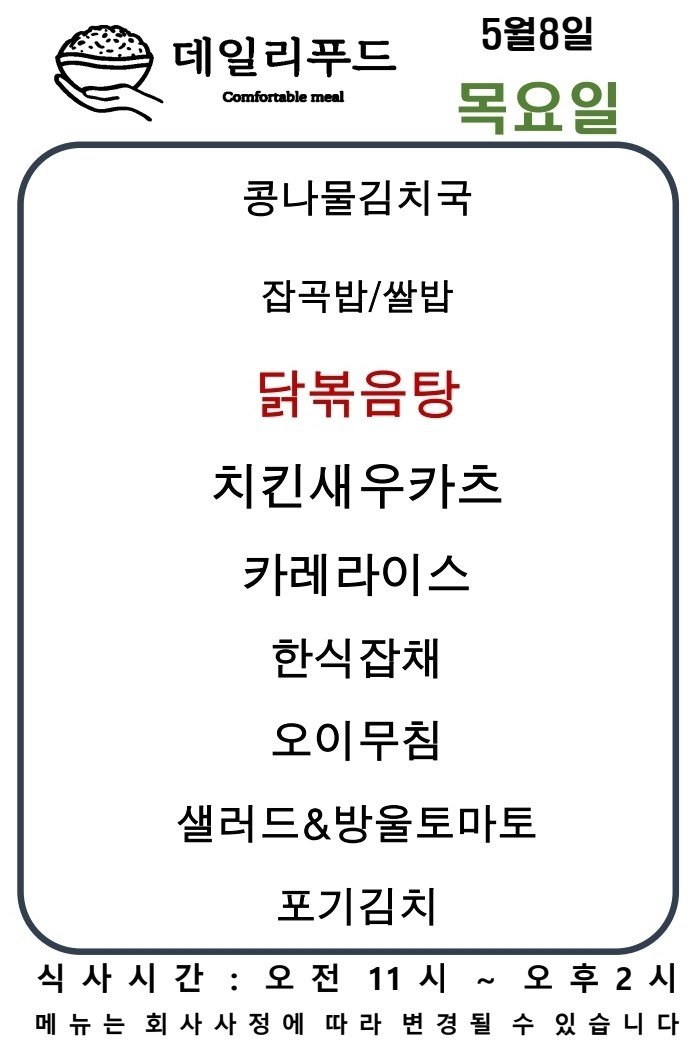 데일리푸드
Comfortable meal
5월8일
목요일
콩나물김치국
잡곡밥/쌀밥
닭볶음탕
치킨새우카츠
카레라이스
한식잡채
오이무침
샐러드&방울토마토
포기김치
식사시간 : 오전 11시 ~ 오후2시
메뉴는 회사사정에 따라 변경될 수 있습니다